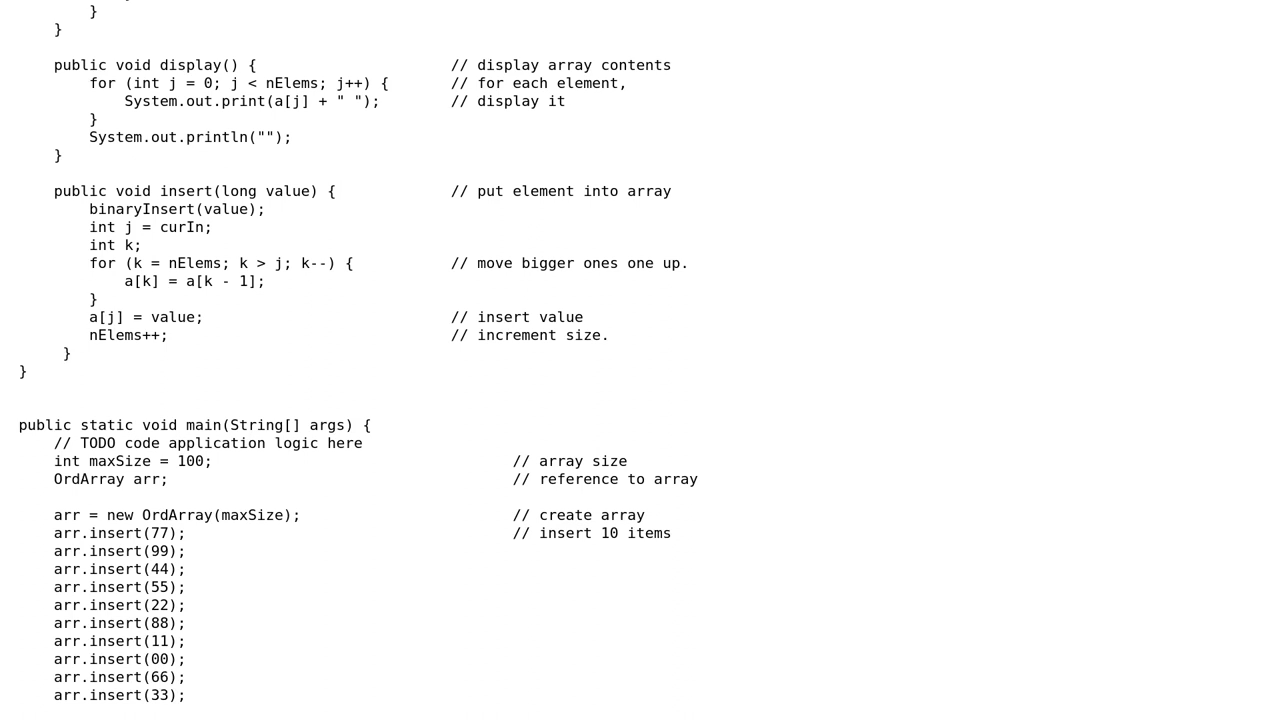 }
    }

    public void display() {                      // display array contents
        for (int j = 0; j < nElems; j++) {       // for each element,
            System.out.print(a[j] + " ");        // display it
        }
        System.out.println("");
    }

    public void insert(long value) {             // put element into array
        binaryInsert(value);
        int j = curIn;
        int k;
        for (k = nElems; k > j; k--) {           // move bigger ones one up.
            a[k] = a[k - 1];
        }
        a[j] = value;                            // insert value
        nElems++;                                // increment size.
     }
}


public static void main(String[] args) {
    // TODO code application logic here
    int maxSize = 100;                                  // array size
    OrdArray arr;                                       // reference to array

    arr = new OrdArray(maxSize);                        // create array
    arr.insert(77);                                     // insert 10 items
    arr.insert(99);
    arr.insert(44);
    arr.insert(55);
    arr.insert(22);
    arr.insert(88);
    arr.insert(11);
    arr.insert(00);
    arr.insert(66);
    arr.insert(33);